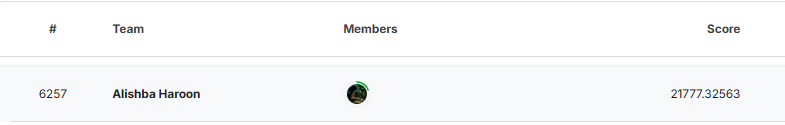 # Team Members Score
6257 Alishba Haroon 21777.32563